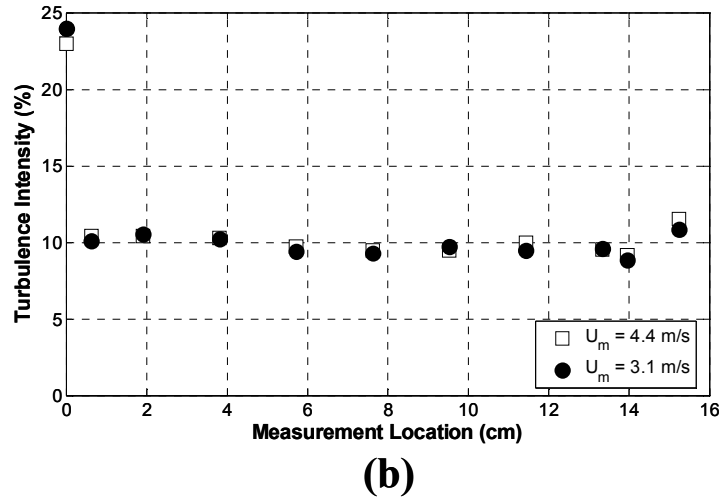 25
20
15
10
5
0
0 2 4 6 8 10 12 14 16
Turbulence Intensity (%)
Measurement Location (cm)
U_m = 4.4 m/s
U_m = 3.1 m/s
(b)